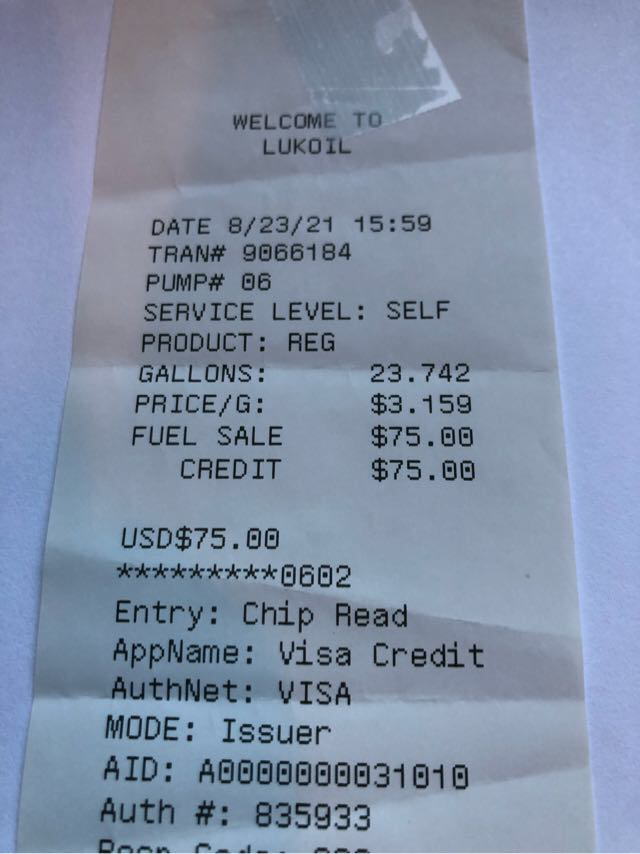 WELCOME TO
LUKOIL
DATE 8/23/21 15:59
TRAN# 9066184
PUMP# 06
SERVICE LEVEL: SELF
PRODUCT: REG
GALLONS: 23.742
PRICE/G: $3.159
FUEL SALE $75.00
CREDIT $75.00
USD$75.00
*********0602
Entry: Chip Read
AppName: Visa Credit
AuthNet: VISA
MODE: Issuer
AID: A0000000031010
Auth #: 835933